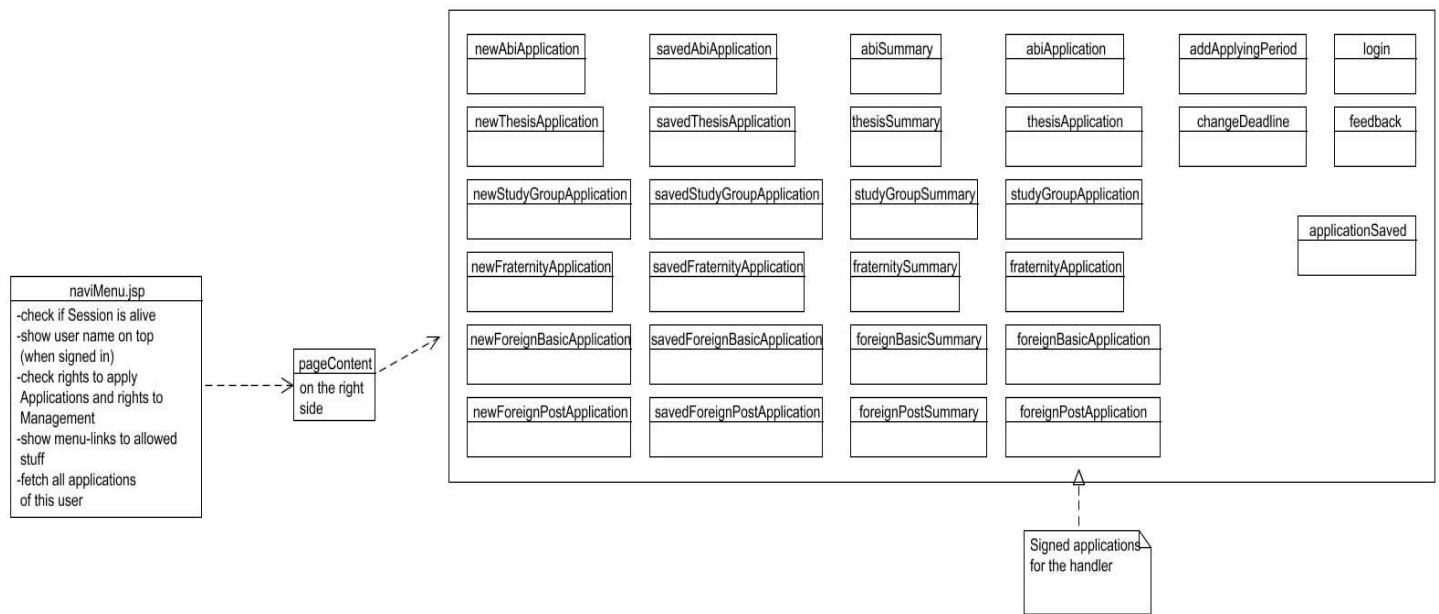 naviMenu.jsp
-check if Session is alive
-show user name on top
(when signed in)
-check rights to apply
Applications and rights to
Management
-show menu-links to allowed
stuff
-fetch all applications
of this user
pageContent
on the right
side
newAbiApplication
savedAbiApplication
abiSummary
abiApplication
addApplyingPeriod
login
newThesisApplication
savedThesisApplication
thesisSummary
thesisApplication
changeDeadline
feedback
newStudyGroupApplication
savedStudyGroupApplication
studyGroupSummary
studyGroupApplication
applicationSaved
newFraternityApplication
savedFraternityApplication
fraternitySummary
fraternityApplication
newForeignBasicApplication
savedForeignBasicApplication
foreignBasicSummary
foreignBasicApplication
newForeignPostApplication
savedForeignPostApplication
foreignPostSummary
foreignPostApplication
Signed applications
for the handler